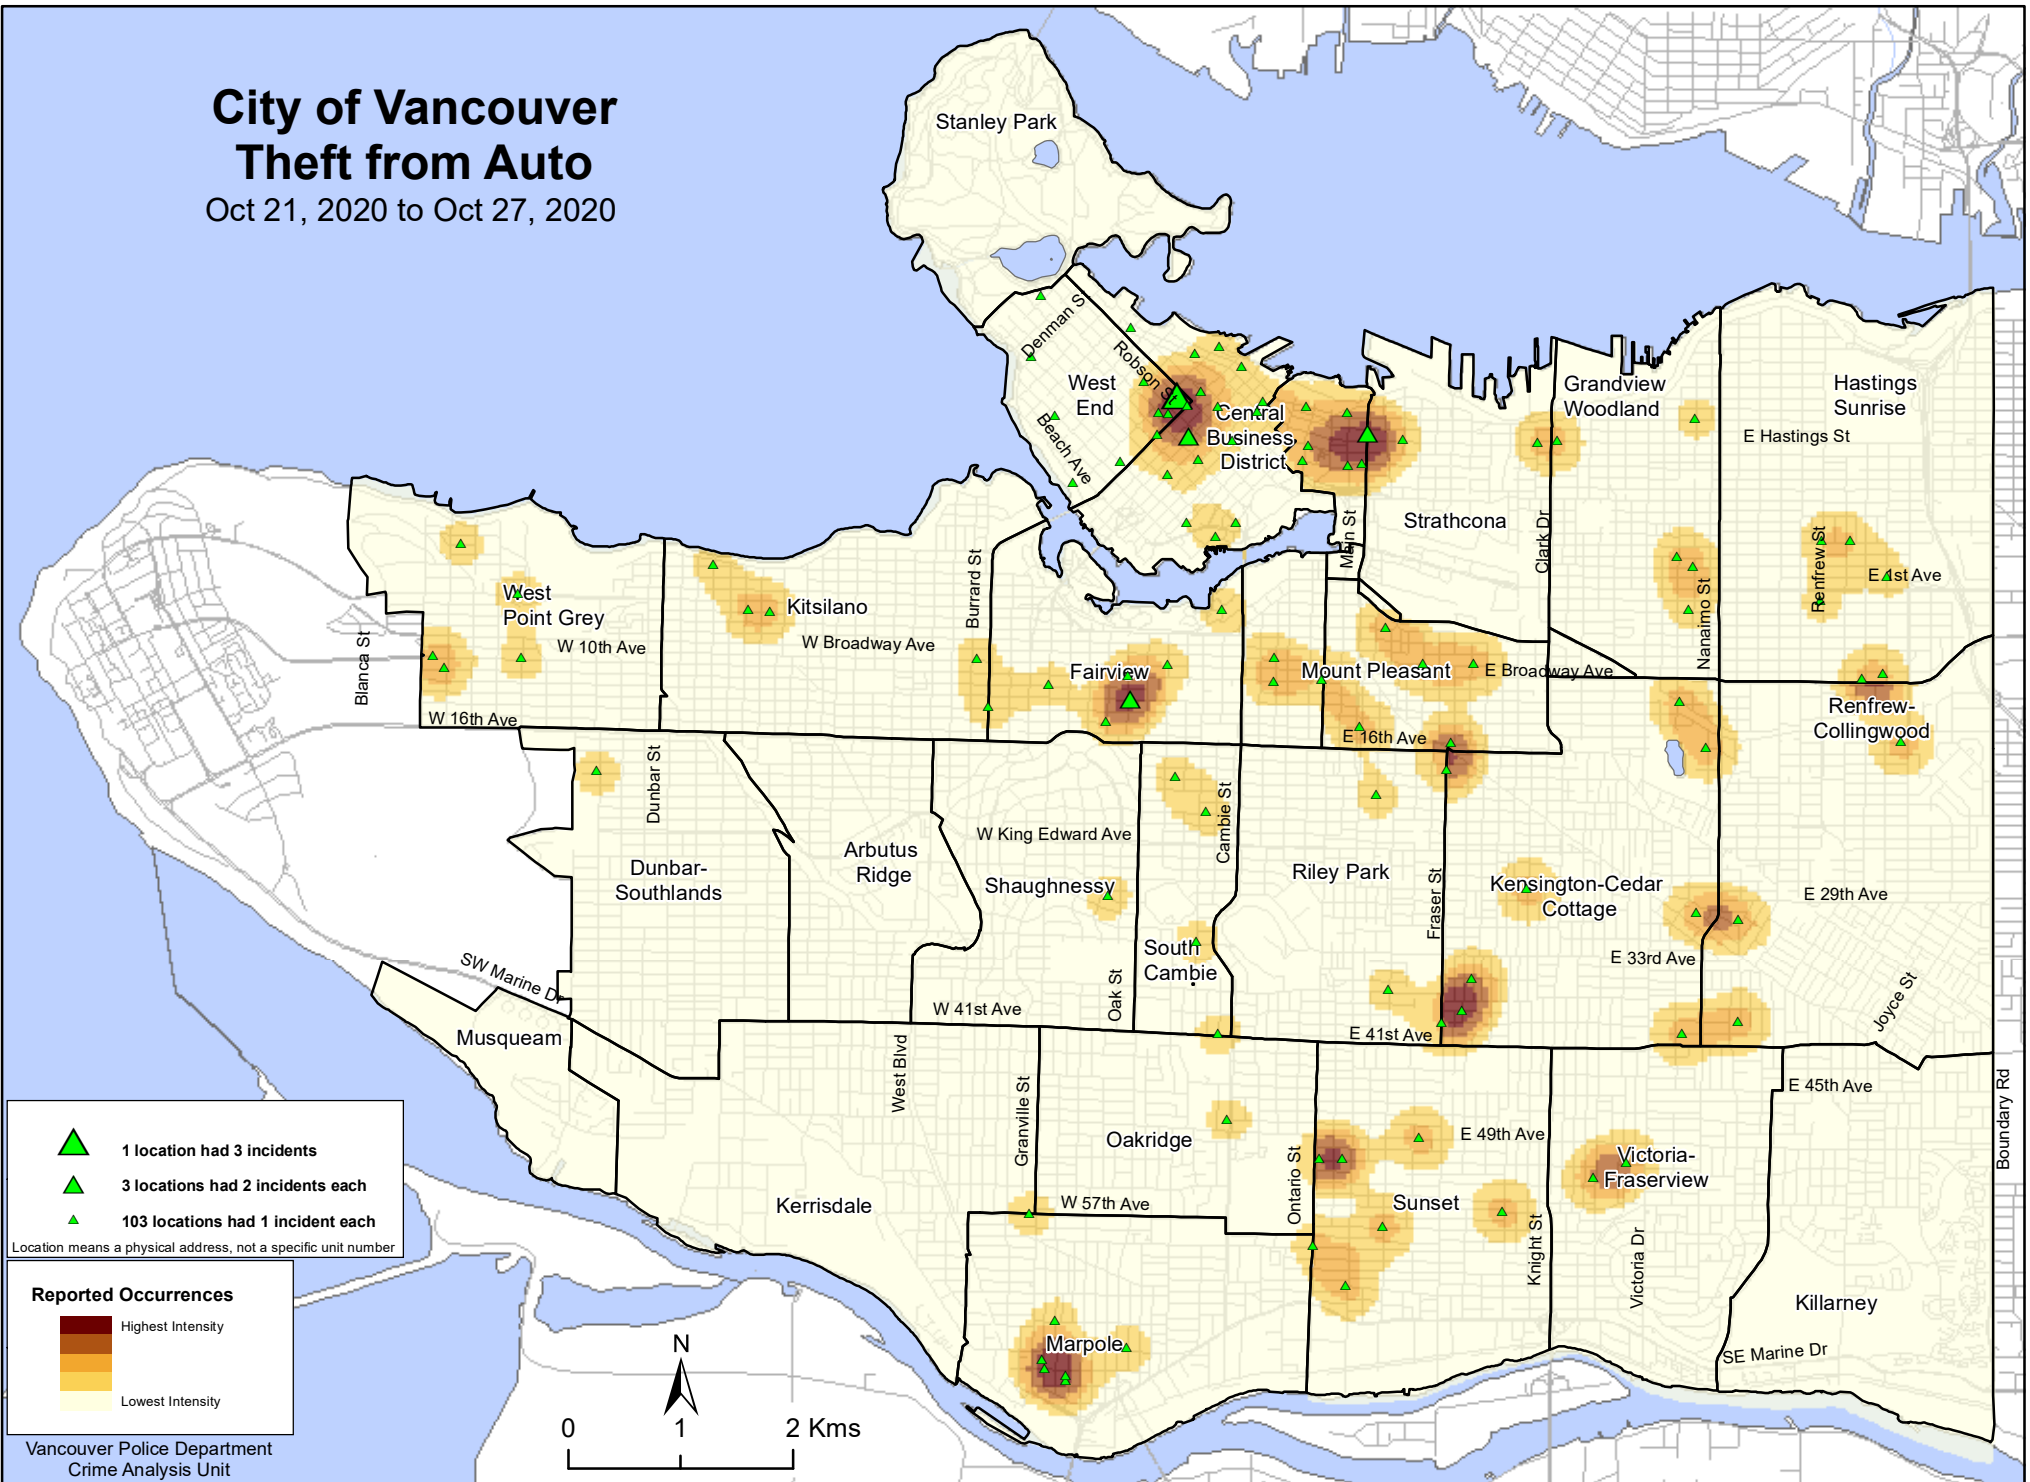 City of Vancouver
Theft from Auto
Oct 21, 2020 to Oct 27, 2020
Stanley Park
Denman S
Robson St
West
End
Beach Ave
Central
Business
District
Grandview
Woodland
Hastings
Sunrise
E Hastings St
Strathcona
Main St
Clark Dr
Nanaimo St
Renfrew St
E 1st Ave
West
Point Grey
Blanca St
W 10th Ave
W 16th Ave
Kitsilano
W Broadway Ave
Burrard St
Fairview
Mount Pleasant
E Broadway Ave
E 16th Ave
Renfrew-
Collingwood
Dunbar St
Dunbar-
Southlands
Arbutus
Ridge
W King Edward Ave
Shaughnessy
Cambie St
Riley Park
Fraser St
Kensington-Cedar
Cottage
E 29th Ave
E 33rd Ave
South
Cambie
Oak St
SW Marine Dr
W 41st Ave
E 41st Ave
Joyce St
Musqueam
West Blvd
Granville St
Oakridge
Ontario St
E 49th Ave
E 45th Ave
Boundary Rd
Victoria-
Fraserview
Kerrisdale
W 57th Ave
Sunset
Knight St
Victoria Dr
Killarney
Marpole
SE Marine Dr
1 location had 3 incidents
3 locations had 2 incidents each
103 locations had 1 incident each
Location means a physical address, not a specific unit number
Reported Occurrences
Highest Intensity
Lowest Intensity
Vancouver Police Department
Crime Analysis Unit
N
0 1 2 Kms